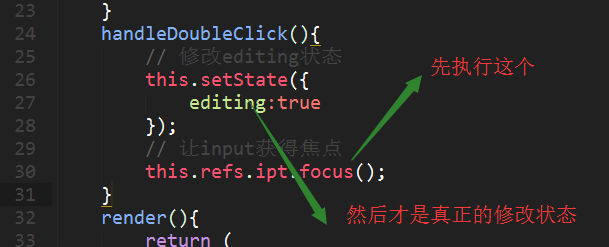 23 }
24 handleDoubleClick(){
25 // 修改editing状态
26 this.setState({
先执行这个
27 editing:true
28 });
29 // 让input获得焦点
30 this.refs.ipt.focus();
31 }
然后才是真正的修改状态
32 render(){
33 return (